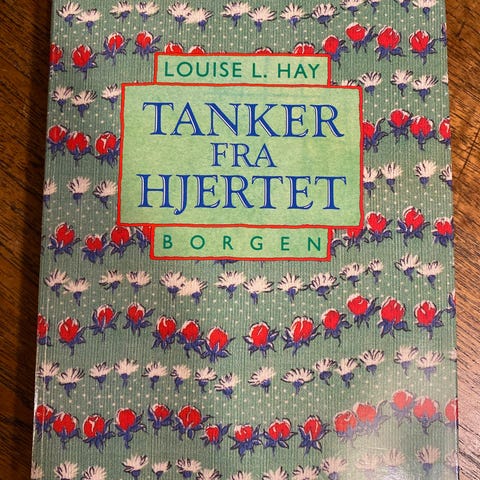 LOUISE L. HAY
TANKER
FRA
HJERTET
BORGEN